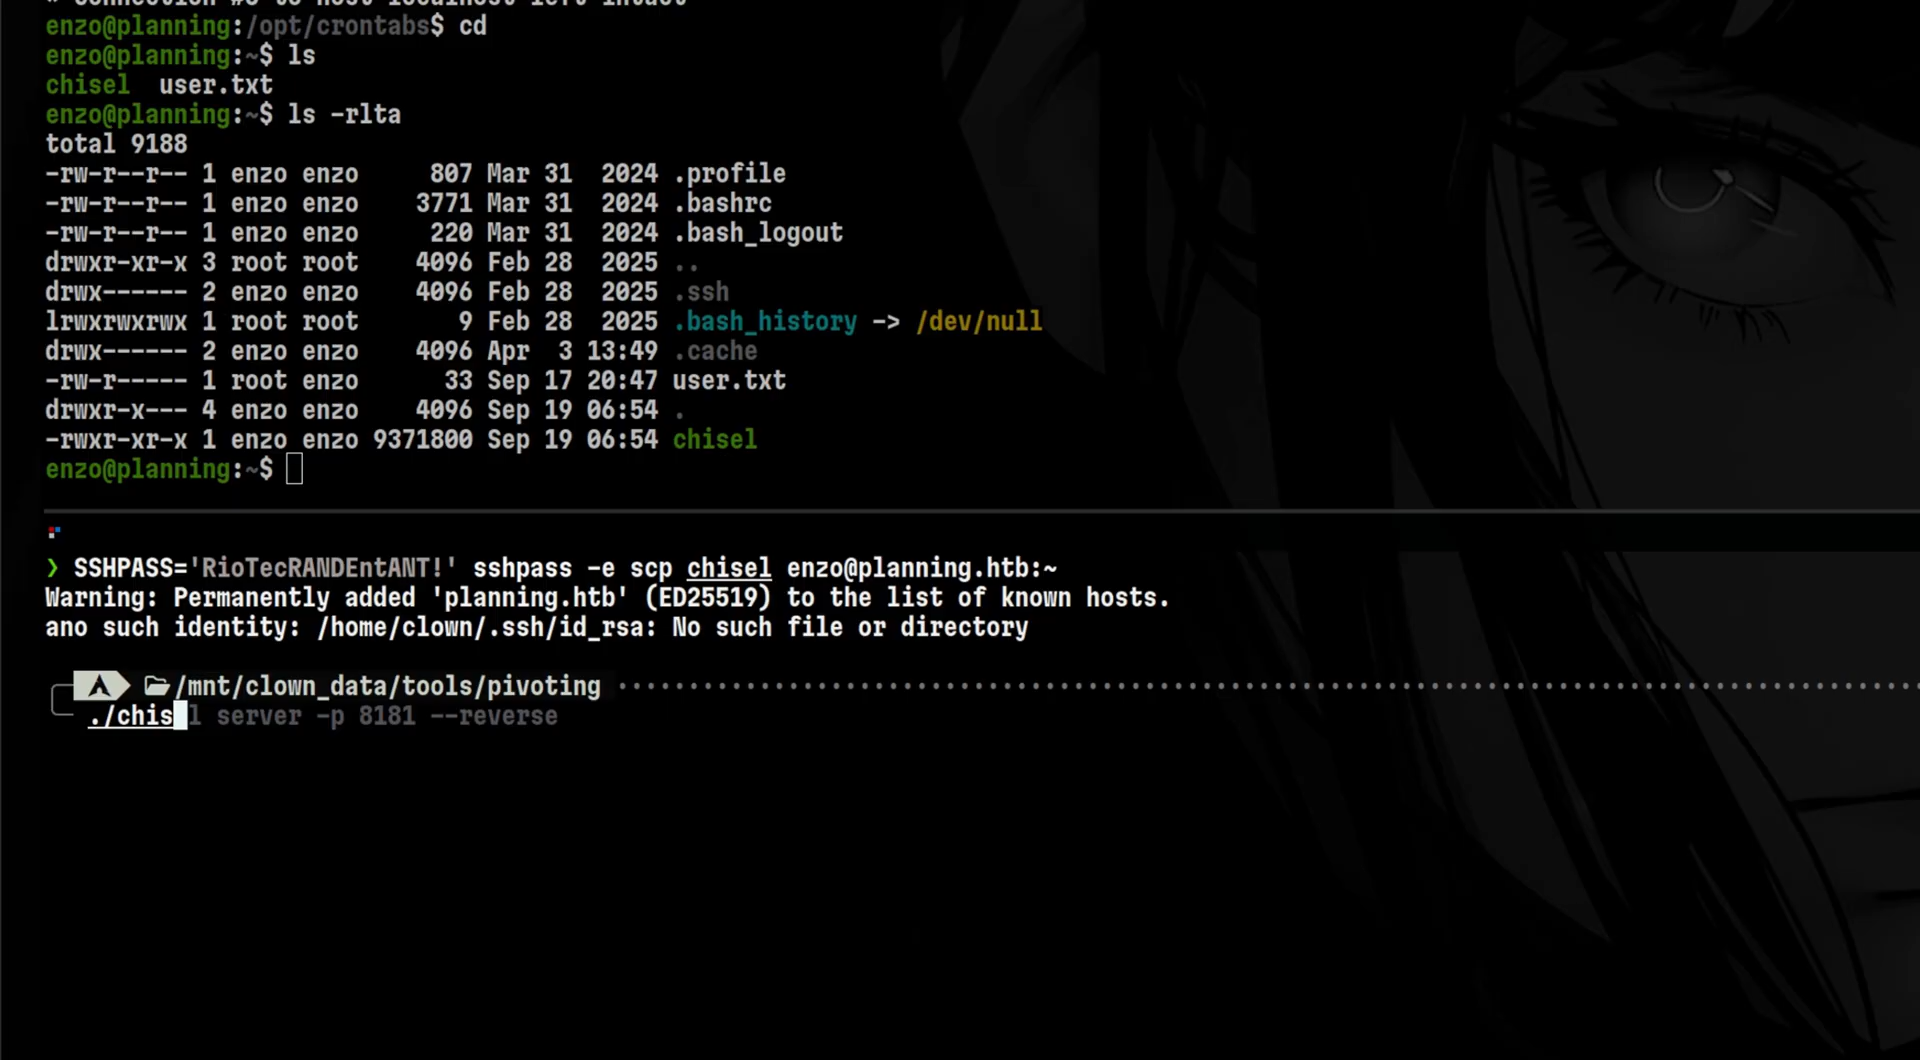 * Connection #0 to host localhost left intact
enzo@planning:/opt/crontabs$ cd
enzo@planning:~$ ls
chisel  user.txt
enzo@planning:~$ ls -rlta
total 9188
-rw-r--r-- 1 enzo enzo     807 Mar 31  2024 .profile
-rw-r--r-- 1 enzo enzo    3771 Mar 31  2024 .bashrc
-rw-r--r-- 1 enzo enzo     220 Mar 31  2024 .bash_logout
drwxr-xr-x 3 root root    4096 Feb 28  2025 ..
drwx------ 2 enzo enzo    4096 Feb 28  2025 .ssh
lrwxrwxrwx 1 root root       9 Feb 28  2025 .bash_history -> /dev/null
drwx------ 2 enzo enzo    4096 Apr  3 13:49 .cache
-rw-r----- 1 root enzo      33 Sep 17 20:47 user.txt
drwxr-x--- 4 enzo enzo    4096 Sep 19 06:54 .
-rwxr-xr-x 1 enzo enzo 9371800 Sep 19 06:54 chisel
enzo@planning:~$
❯ SSHPASS='RioTecRANDEntANT!' sshpass -e scp chisel enzo@planning.htb:~
Warning: Permanently added 'planning.htb' (ED25519) to the list of known hosts.
ano such identity: /home/clown/.ssh/id_rsa: No such file or directory
/mnt/clown_data/tools/pivoting
./chis l server -p 8181 --reverse